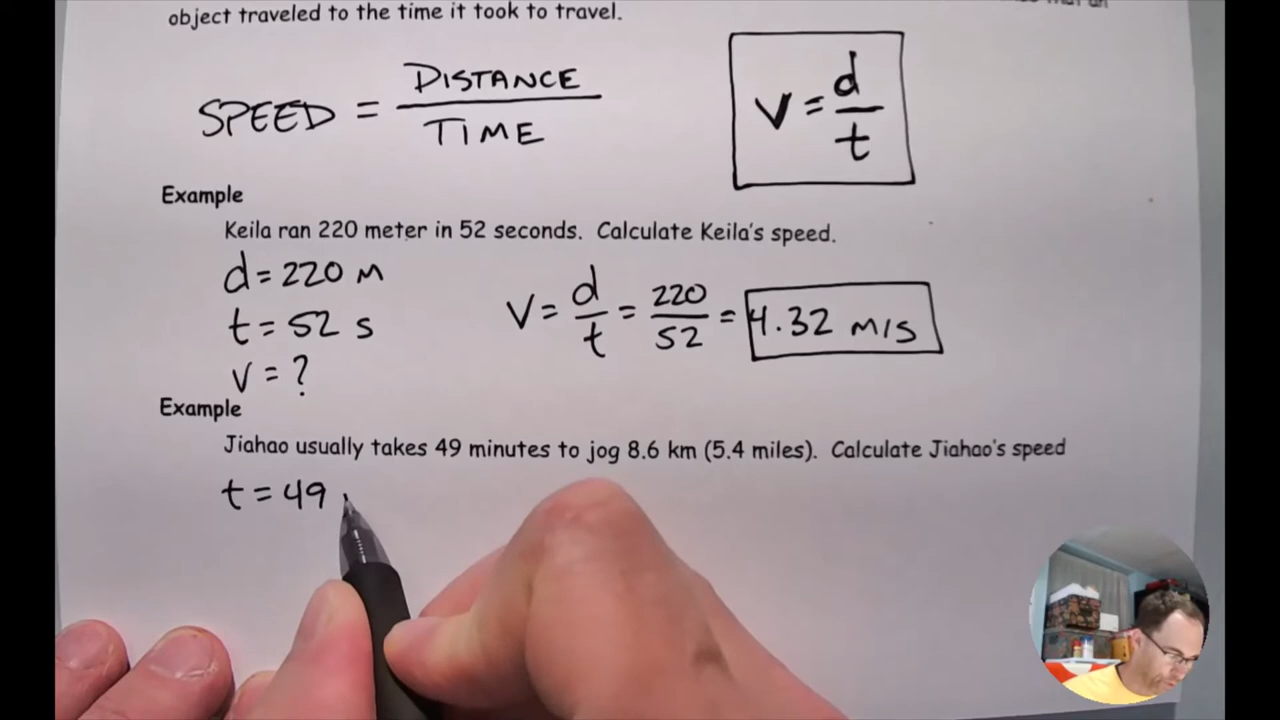 object traveled to the time it took to travel.
SPEED = DISTANCE / TIME
V = d / t
Example
Keila ran 220 meter in 52 seconds. Calculate Keila's speed.
d = 220 m
t = 52 s
v = ?
V = d / t = 220 / 52 = 4.32 m/s
Example
Jiahao usually takes 49 minutes to jog 8.6 km (5.4 miles). Calculate Jiahao's speed
t = 49